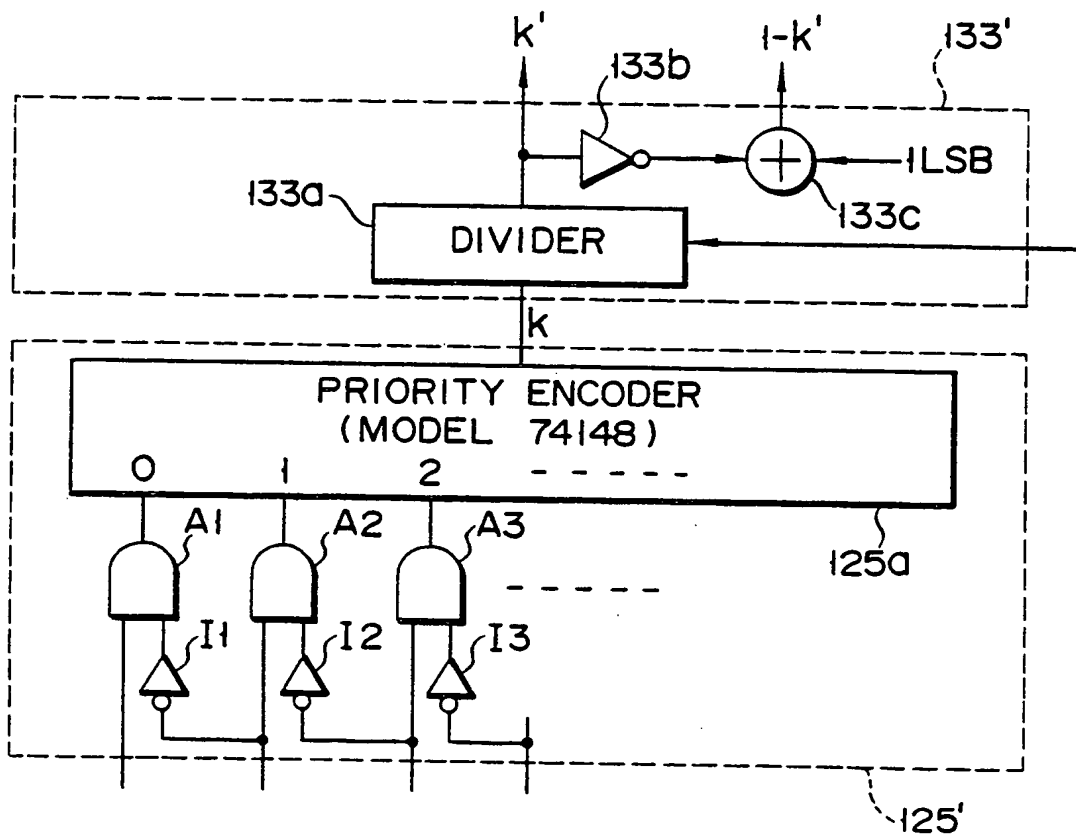 k'
1-k'
133'
133b
1LSB
133a
133c
DIVIDER
k
PRIORITY ENCODER
(MODEL 74148)
0 1 2
A1 A2 A3
125a
I1 I2 I3
125'